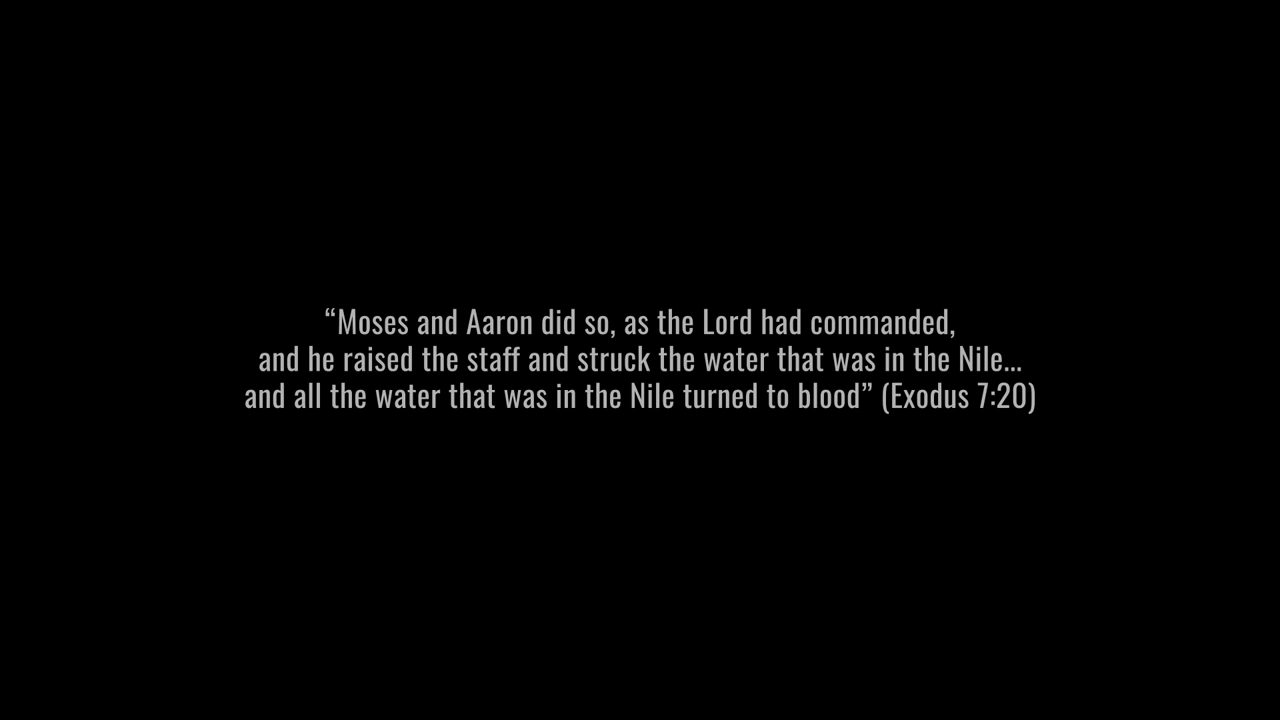 “Moses and Aaron did so, as the Lord had commanded,
and he raised the staff and struck the water that was in the Nile...
and all the water that was in the Nile turned to blood” (Exodus 7:20)